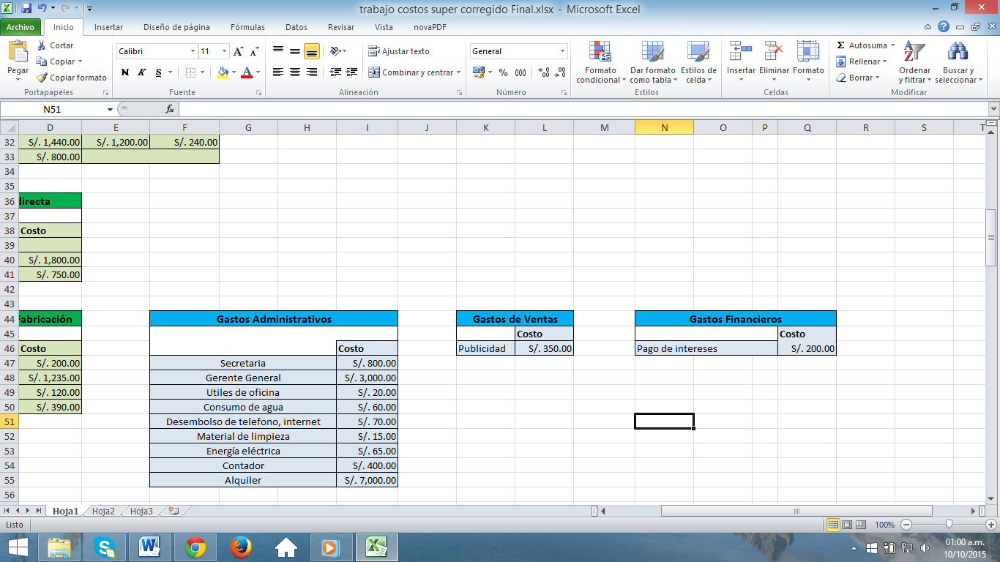 trabajo costos super corregido Final.xlsx - Microsoft Excel
Archivo Inicio Insertar Diseño de página Fórmulas Datos Revisar Vista novaPDF
Pegar
Cortar
Copiar
Copiar formato
Portapapeles
Calibri 11
N K S
Fuente
Ajustar texto
Combinar y centrar
Alineación
General
% 000
Número
Formato condicional
Dar formato como tabla
Estilos de celda
Estilos
Insertar Eliminar Formato
Celdas
Σ Autosuma
Rellenar
Borrar
Ordenar y filtrar
Buscar y seleccionar
Modificar
N51 fx
D E F G H I J K L M N O P Q R S T
32 S/. 1,440.00 S/. 1,200.00 S/. 240.00
33 S/. 800.00
34
35
36 directa
37
38 Costo
39
40 S/. 1,800.00
41 S/. 750.00
42
43
44 Fabricación Gastos Administrativos Gastos de Ventas Gastos Financieros
45 Costo Costo
46 Costo Costo Publicidad S/. 350.00 Pago de intereses S/. 200.00
47 S/. 200.00 Secretaria S/. 800.00
48 S/. 1,235.00 Gerente General S/. 3,000.00
49 S/. 120.00 Utiles de oficina S/. 20.00
50 S/. 390.00 Consumo de agua S/. 60.00
51 Desembolso de telefono, internet S/. 70.00
52 Material de limpieza S/. 15.00
53 Energía eléctrica S/. 65.00
54 Contador S/. 400.00
55 Alquiler S/. 7,000.00
56
Hoja1 Hoja2 Hoja3
Listo 100%
01:00 a.m.
10/10/2015